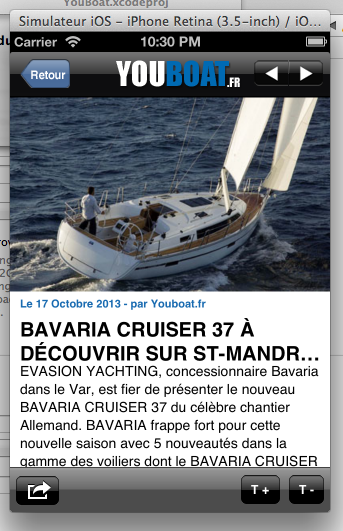 YouBoat.xcodeproj
Simulateur iOS - iPhone Retina (3.5-inch) / iO...
Carrier 10:30 PM
Retour YOUBOAT.FR
Le 17 Octobre 2013 - par Youboat.fr
BAVARIA CRUISER 37 À
DÉCOUVRIR SUR ST-MANDR...
EVASION YACHTING, concessionnaire Bavaria
dans le Var, est fier de présenter le nouveau
BAVARIA CRUISER 37 du célèbre chantier
Allemand. BAVARIA frappe fort pour cette
nouvelle saison avec 5 nouveautés dans la
gamme des voiliers dont le BAVARIA CRUISER
T + T -